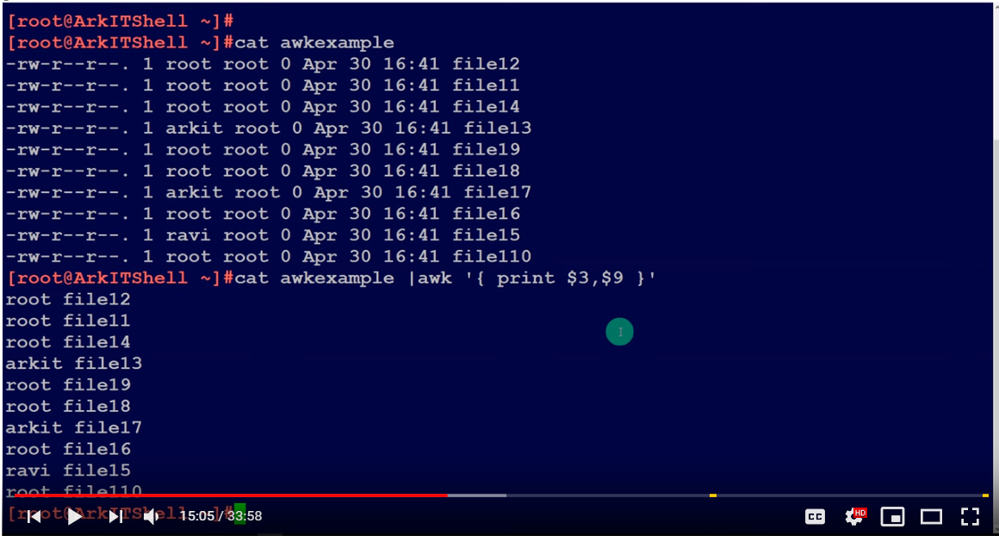 [root@ArkITShell ~]#
[root@ArkITShell ~]#cat awkexample
-rw-r--r--. 1 root root 0 Apr 30 16:41 file12
-rw-r--r--. 1 root root 0 Apr 30 16:41 file11
-rw-r--r--. 1 root root 0 Apr 30 16:41 file14
-rw-r--r--. 1 arkit root 0 Apr 30 16:41 file13
-rw-r--r--. 1 root root 0 Apr 30 16:41 file19
-rw-r--r--. 1 root root 0 Apr 30 16:41 file18
-rw-r--r--. 1 arkit root 0 Apr 30 16:41 file17
-rw-r--r--. 1 root root 0 Apr 30 16:41 file16
-rw-r--r--. 1 ravi root 0 Apr 30 16:41 file15
-rw-r--r--. 1 root root 0 Apr 30 16:41 file110
[root@ArkITShell ~]#cat awkexample |awk '{ print $3,$9 }'
root file12
root file11
root file14
arkit file13
root file19
root file18
arkit file17
root file16
ravi file15
root file110
[root@ArkITShell ~]#
15:05 / 33:58
CC
HD